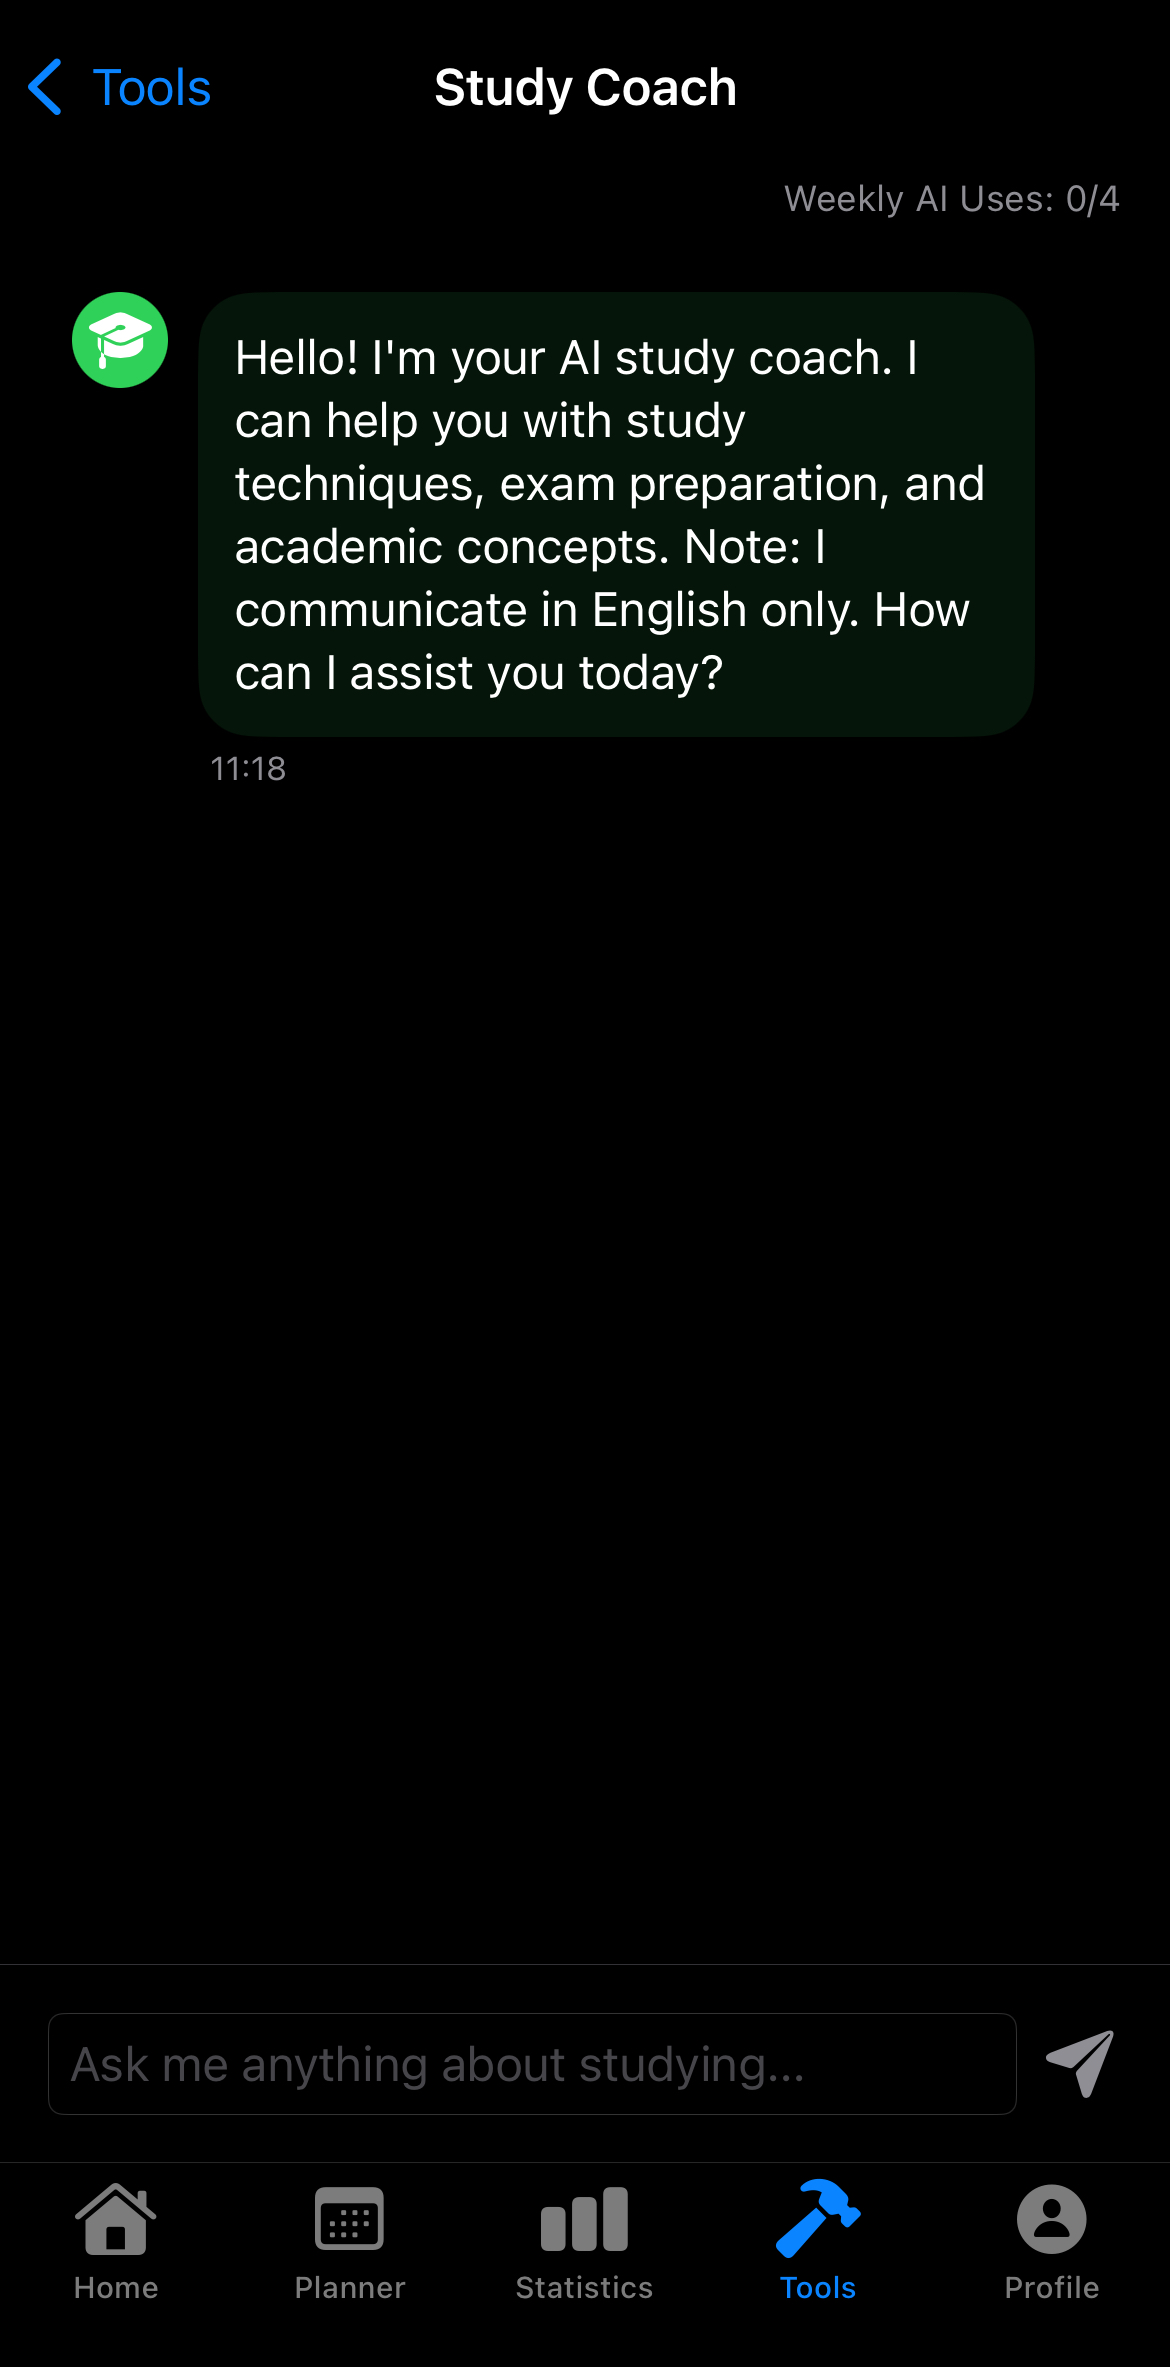 Tools
Study Coach
Weekly AI Uses: 0/4
Hello! I'm your AI study coach. I
can help you with study
techniques, exam preparation, and
academic concepts. Note: I
communicate in English only. How
can I assist you today?
11:18
Ask me anything about studying...
Home
Planner
Statistics
Tools
Profile